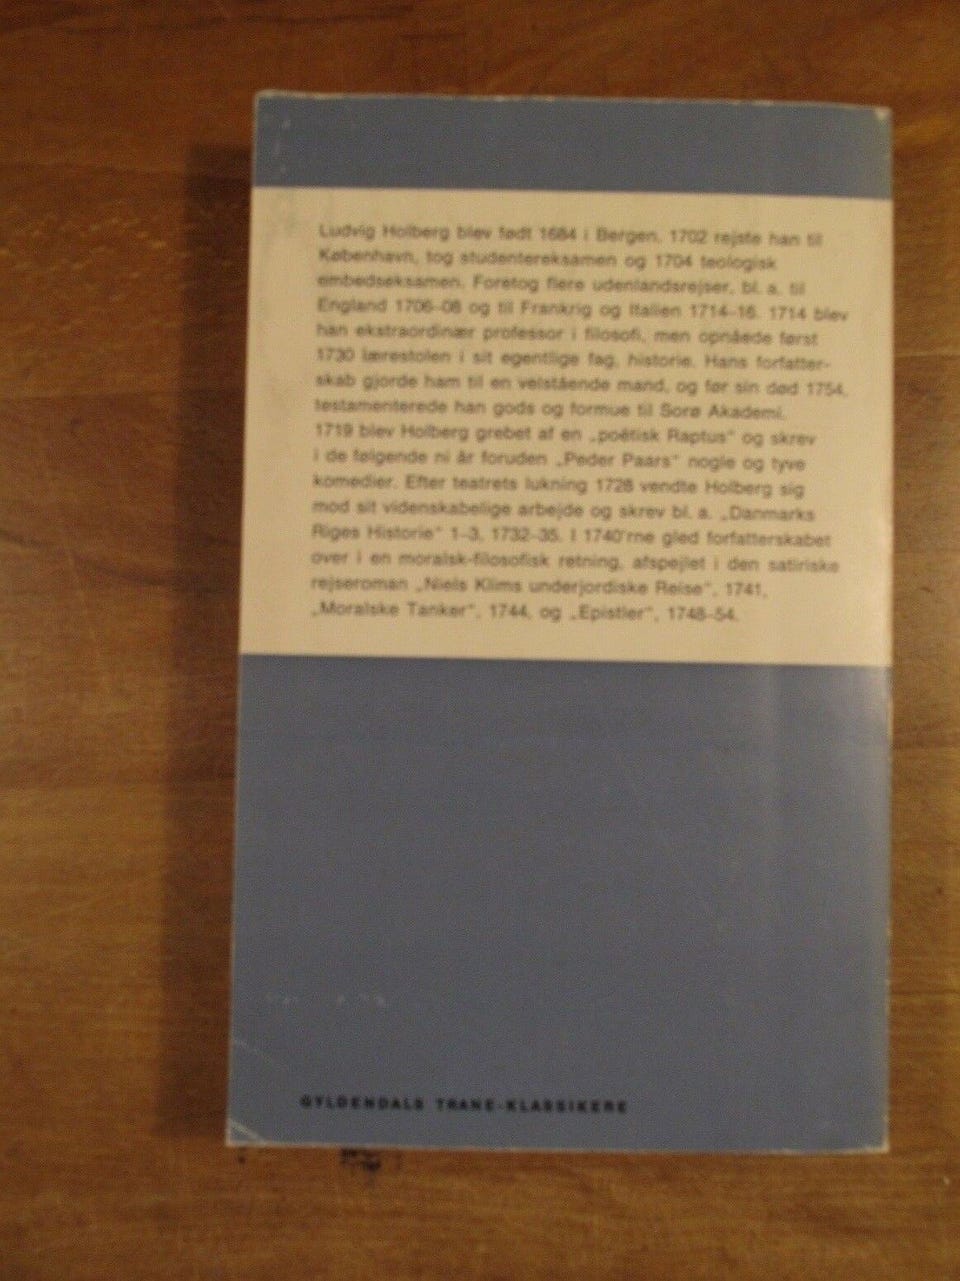 Ludvig Holberg blev født 1684 i Bergen. 1702 rejste han til
København, tog studentereksamen og 1704 teologisk
embedseksamen. Foretog flere udenlandsrejser, bl. a. til
England 1706–08 og til Frankrig og Italien 1714–16. 1714 blev
han ekstraordinær professor i filosofi, men opnåede først
1730 lærestolen i sit egentlige fag, historie. Hans forfatter-
skab gjorde ham til en velstående mand, og før sin død 1754,
testamenterede han gods og formue til Sorø Akademi.
1719 blev Holberg grebet af en „poëtisk Raptus“ og skrev
i de følgende ni år foruden „Peder Paars“ nogle og tyve
komedier. Efter teatrets lukning 1728 vendte Holberg sig
mod sit videnskabelige arbejde og skrev bl. a. „Danmarks
Riges Historie“ 1–3, 1732–35. I 1740'rne gled forfatterskabet
over i en moralsk-filosofisk retning, afspejlet i den satiriske
rejseroman „Niels Klims underjordiske Reise“, 1741,
„Moralske Tanker“, 1744, og „Epistler“, 1748–54.
GYLDENDALS TRANE-KLASSIKERE